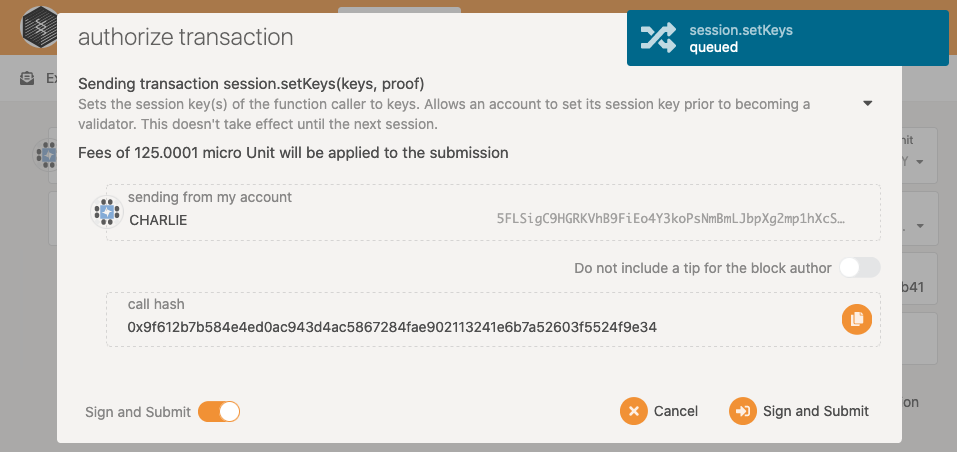 authorize transaction
session.setKeys
queued
Ex
Sending transaction session.setKeys(keys, proof)
Sets the session key(s) of the function caller to keys. Allows an account to set its session key prior to becoming a
validator. This doesn't take effect until the next session.
Fees of 125.0001 micro Unit will be applied to the submission
nit
Y
sending from my account
CHARLIE
5FLSigC9HGRKVhB9FiEo4Y3koPsNmBmLJbpXg2mp1hXcS…
Do not include a tip for the block author
b41
call hash
0x9f612b7b584e4ed0ac943d4ac5867284fae902113241e6b7a52603f5524f9e34
on
Sign and Submit
Cancel
Sign and Submit